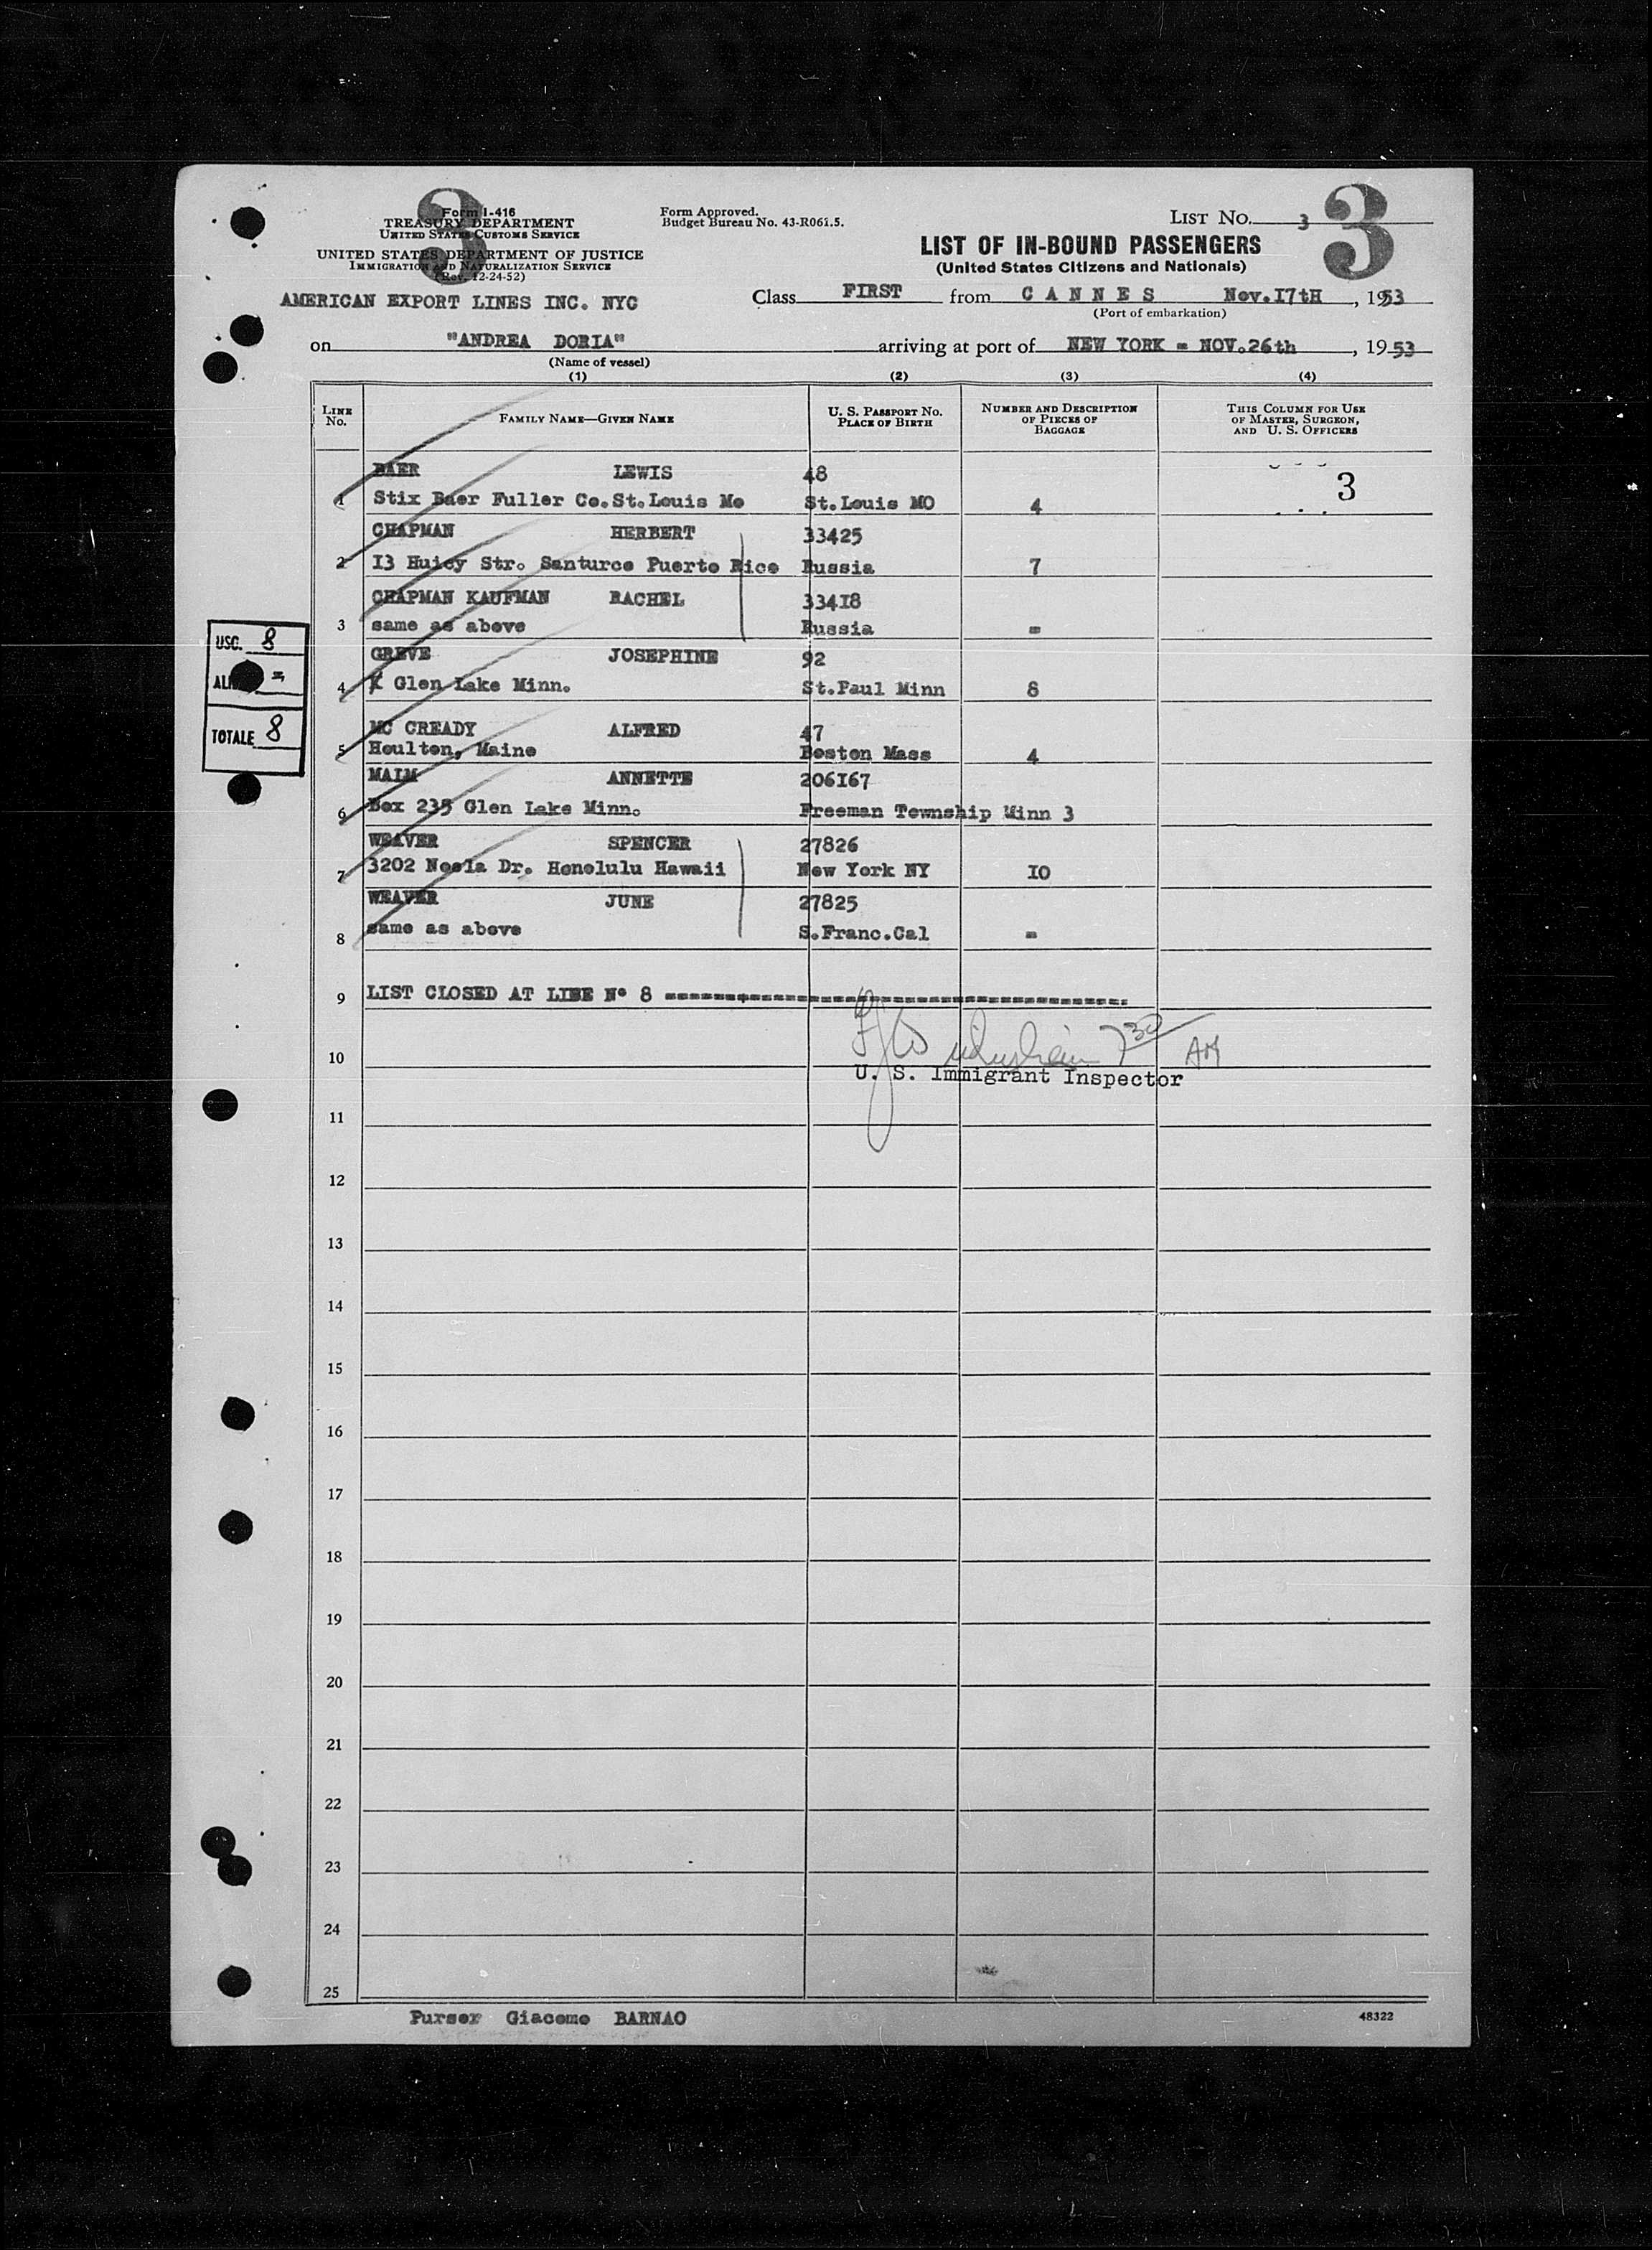 3
3
Form I-416
TREASURY DEPARTMENT
UNITED STATES CUSTOMS SERVICE
UNITED STATES DEPARTMENT OF JUSTICE
IMMIGRATION AND NATURALIZATION SERVICE
(Rev. 12-24-52)
Form Approved.
Budget Bureau No. 43-R061.5.
LIST NO. 3
LIST OF IN-BOUND PASSENGERS
(United States Citizens and Nationals)
AMERICAN EXPORT LINES INC. NYC
Class FIRST from C A N N E S Nov.I7tH , 1953
(Port of embarkation)
on "ANDREA DORIA" arriving at port of NEW YORK = NOV.26th , 1953
(Name of vessel)
(1) (2) (3) (4)
LINE NO.
FAMILY NAME—GIVEN NAME
U. S. PASSPORT NO.
PLACE OF BIRTH
NUMBER AND DESCRIPTION
OF PIECES OF
BAGGAGE
THIS COLUMN FOR USE
OF MASTER, SURGEON,
AND U. S. OFFICERS
BAER LEWIS 48
3
1 Stix Baer Fuller Co.St.Louis Mo St.Louis MO 4
CHAPMAN HERBERT 33425
2 I3 Huicy Str. Santurce Puerto Rico Russia 7
CHAPMAN KAUFMAN RACHEL 334I8
3 same as above Russia =
GREVE JOSEPHINE 92
4 Glen Lake Minn. St.Paul Minn 8
MC CREADY ALFRED 47
5 Houlton, Maine Boston Mass 4
MALM ANNETTE 206I67
6 Box 235 Glen Lake Minn. Freeman Township Minn 3
WEAVER SPENCER 27826
7 3202 Dr. Honolulu Hawaii New York NY IO
WEAVER JUNE 27825
8 same as above S.Franc.Cal =
9 LIST CLOSED AT LINE N° 8 ================================
7 30 AM
10
U. S. Immigrant Inspector
11
12
13
14
15
16
17
18
19
20
21
22
23
24
25
USC. 8
ALI =
TOTALE 8
Purser Giacomo BARNAO
48322